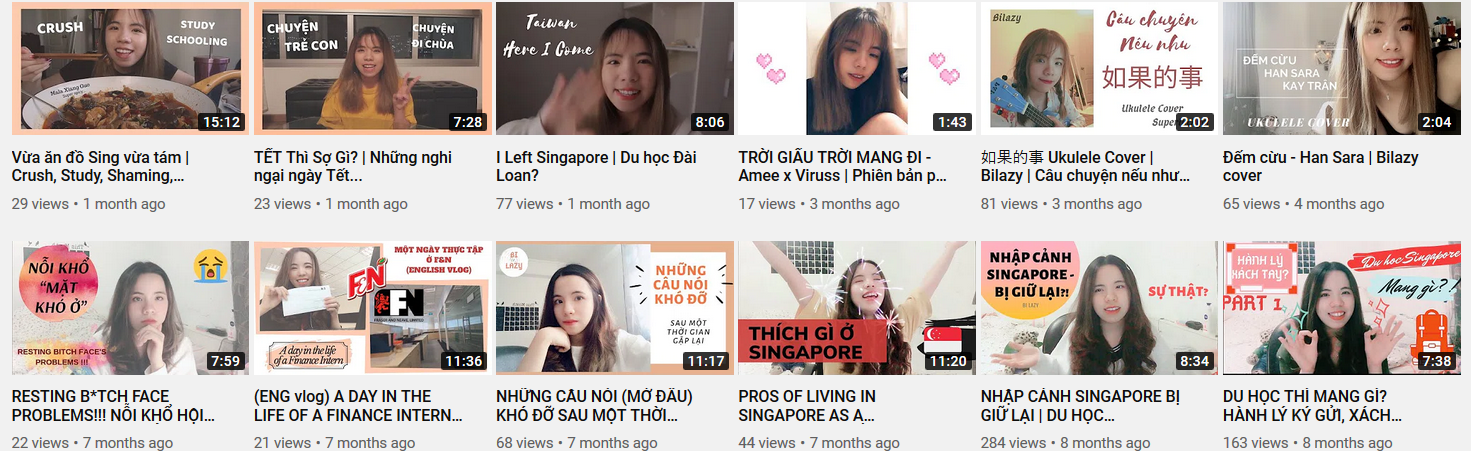 CRUSH
STUDY
SCHOOLING
Mala Xiang Guo
15:12
CHUYỆN
TRẺ CON
CHUYỆN
ĐI CHÙA
7:28
Taiwan
Here I Come
8:06
1:43
Bilazy
Câu chuyện
Nếu như
如果的事
Ukulele Cover
Super
2:02
ĐẾM CỪU
HAN SARA
KAY TRẦN
UKULELE COVER
2:04
Vừa ăn đồ Sing vừa tám |
Crush, Study, Shaming,...
29 views • 1 month ago
TẾT Thì Sợ Gì? | Những nghi
ngại ngày Tết...
23 views • 1 month ago
I Left Singapore | Du học Đài
Loan?
77 views • 1 month ago
TRỜI GIẤU TRỜI MANG ĐI -
Amee x Viruss | Phiên bản p...
17 views • 3 months ago
如果的事 Ukulele Cover |
Bilazy | Câu chuyện nếu như...
81 views • 3 months ago
Đếm cừu - Han Sara | Bilazy
cover
65 views • 4 months ago
NỖI KHỔ
“MẶT
KHÓ Ở”
RESTING BITCH FACE'S
PROBLEMS !!!
7:59
MỘT NGÀY THỰC TẬP
Ở F&N
(ENGLISH VLOG)
F&N
FN
A day in the life
of a Finance Intern
11:36
BI
LAZY
NHỮNG
CÂU NÓI
KHÓ ĐỠ
SAU MỘT
THỜI GIAN
GẶP LẠI
11:17
THÍCH GÌ Ở
SINGAPORE
11:20
NHẬP CẢNH
SINGAPORE -
BỊ GIỮ LẠI?!
BI LAZY
SỰ THẬT?
8:34
HÀNH LÝ
XÁCH TAY?
PART 1
Du học Singapore
Mang gì? !
7:38
RESTING B*TCH FACE
PROBLEMS!!! NỖI KHỔ HỘI...
22 views • 7 months ago
(ENG vlog) A DAY IN THE
LIFE OF A FINANCE INTERN...
21 views • 7 months ago
NHỮNG CÂU NÓI (MỞ ĐẦU)
KHÓ ĐỠ SAU MỘT THỜI...
68 views • 7 months ago
PROS OF LIVING IN
SINGAPORE AS A...
44 views • 7 months ago
NHẬP CẢNH SINGAPORE BỊ
GIỮ LẠI | DU HỌC...
284 views • 8 months ago
DU HỌC THÌ MANG GÌ?
HÀNH LÝ KÝ GỬI, XÁCH...
163 views • 8 months ago